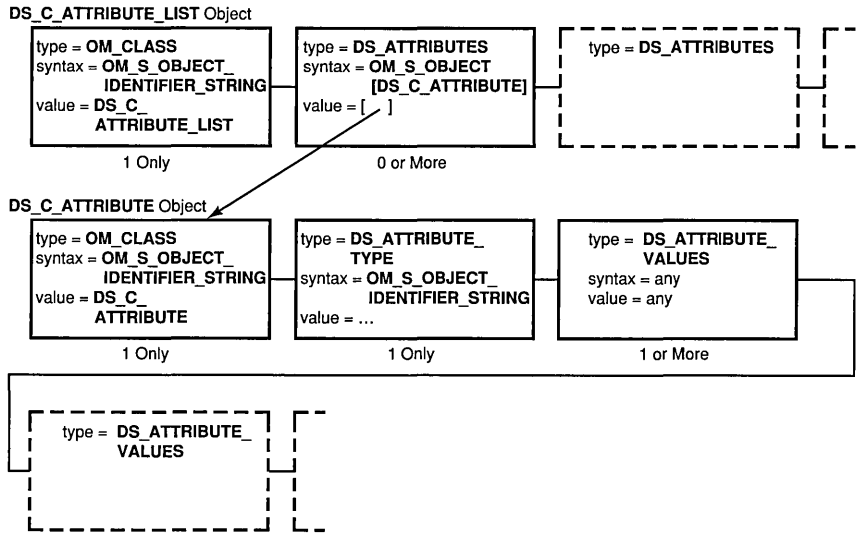 DS_C_ATTRIBUTE_LIST Object
type = OM_CLASS
syntax = OM_S_OBJECT_
IDENTIFIER_STRING
value = DS_C_
ATTRIBUTE_LIST
type = DS_ATTRIBUTES
syntax = OM_S_OBJECT
[DS_C_ATTRIBUTE]
value = [ ]
type = DS_ATTRIBUTES
1 Only
0 or More
DS_C_ATTRIBUTE Object
type = OM_CLASS
syntax = OM_S_OBJECT_
IDENTIFIER_STRING
value = DS_C_
ATTRIBUTE
type = DS_ATTRIBUTE_
TYPE
syntax = OM_S_OBJECT_
IDENTIFIER_STRING
value = ...
type = DS_ATTRIBUTE_
VALUES
syntax = any
value = any
1 Only
1 Only
1 or More
type = DS_ATTRIBUTE_
VALUES